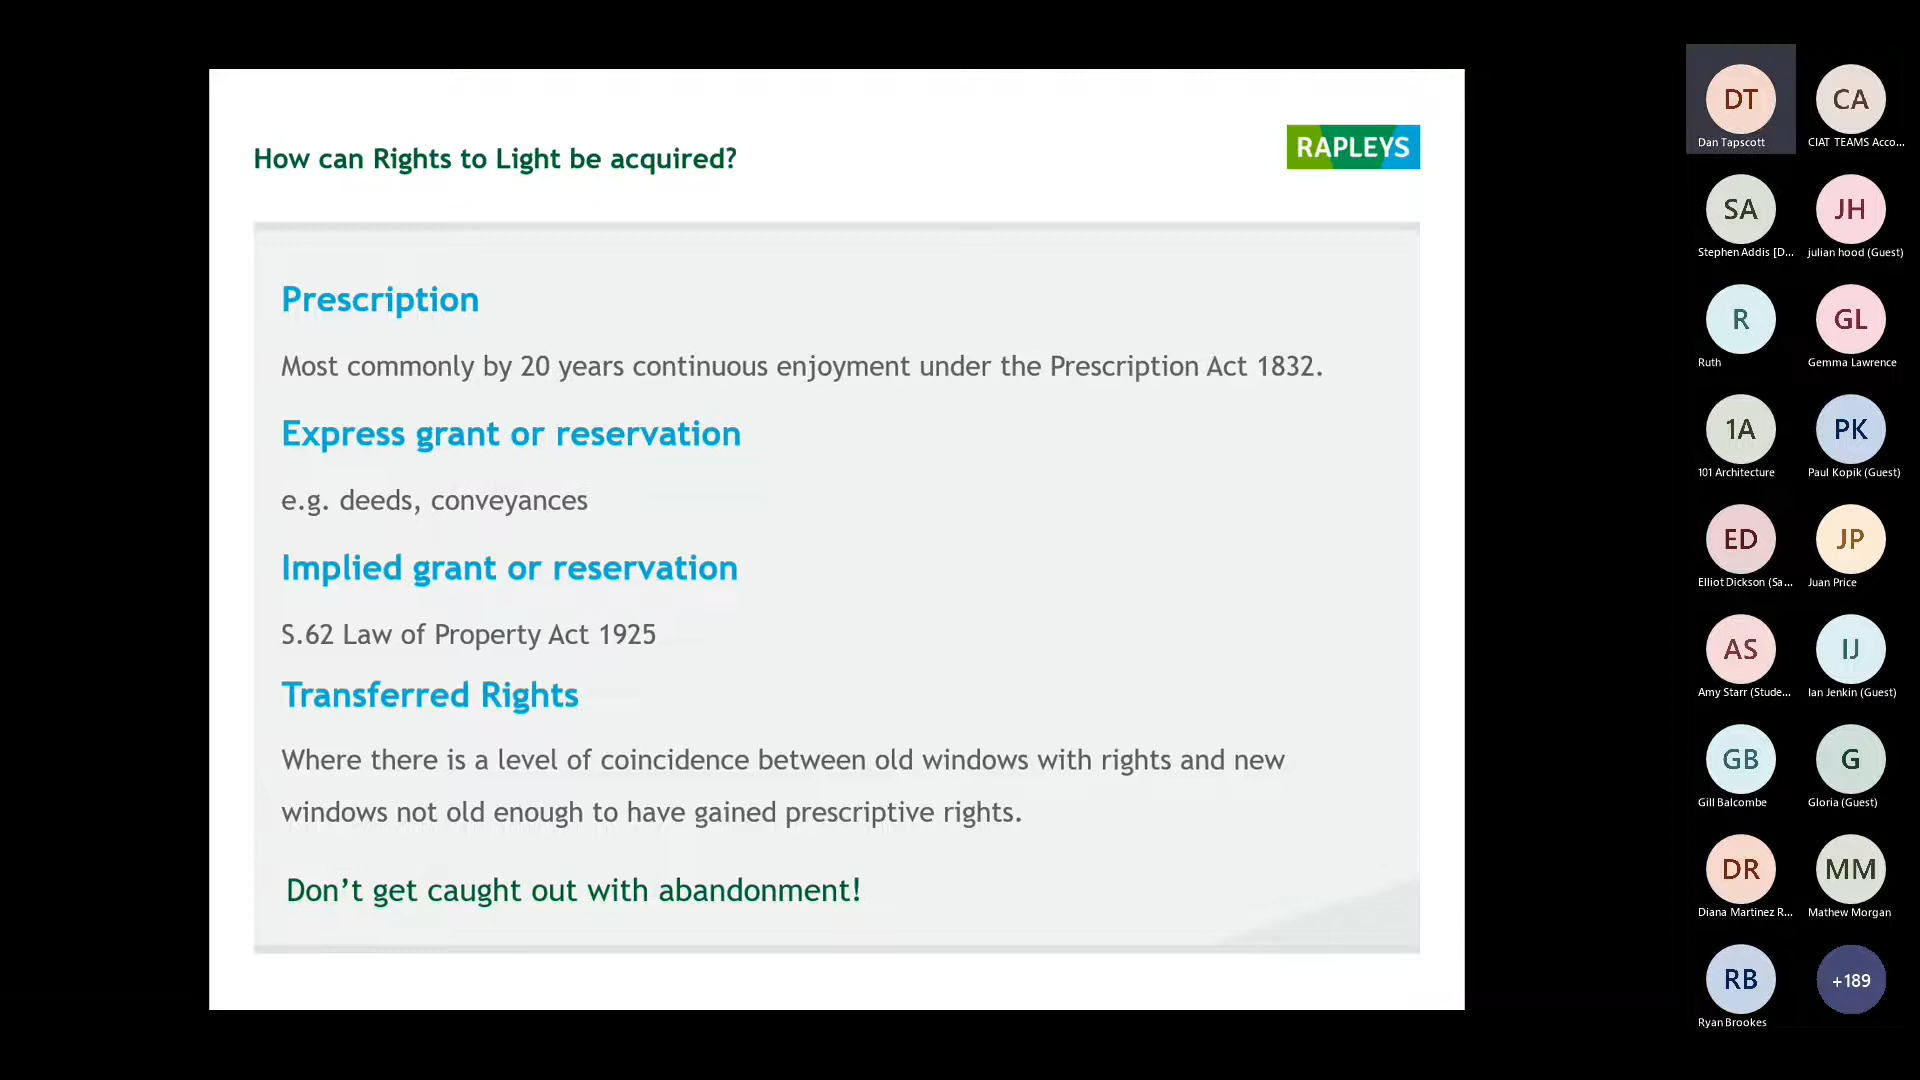 How can Rights to Light be acquired?
RAPLEYS
Prescription
Most commonly by 20 years continuous enjoyment under the Prescription Act 1832.
Express grant or reservation
e.g. deeds, conveyances
Implied grant or reservation
S.62 Law of Property Act 1925
Transferred Rights
Where there is a level of coincidence between old windows with rights and new
windows not old enough to have gained prescriptive rights.
Don’t get caught out with abandonment!
DT
Dan Tapscott
CA
CIAT TEAMS Acco...
SA
Stephen Addis [D...
JH
julian hood (Guest)
R
Ruth
GL
Gemma Lawrence
1A
101 Architecture
PK
Paul Kopik (Guest)
ED
Elliot Dickson (Sa...
JP
Juan Price
AS
Amy Starr (Stude...
IJ
Ian Jenkin (Guest)
GB
Gill Balcombe
G
Gloria (Guest)
DR
Diana Martinez R...
MM
Mathew Morgan
RB
Ryan Brookes
+189